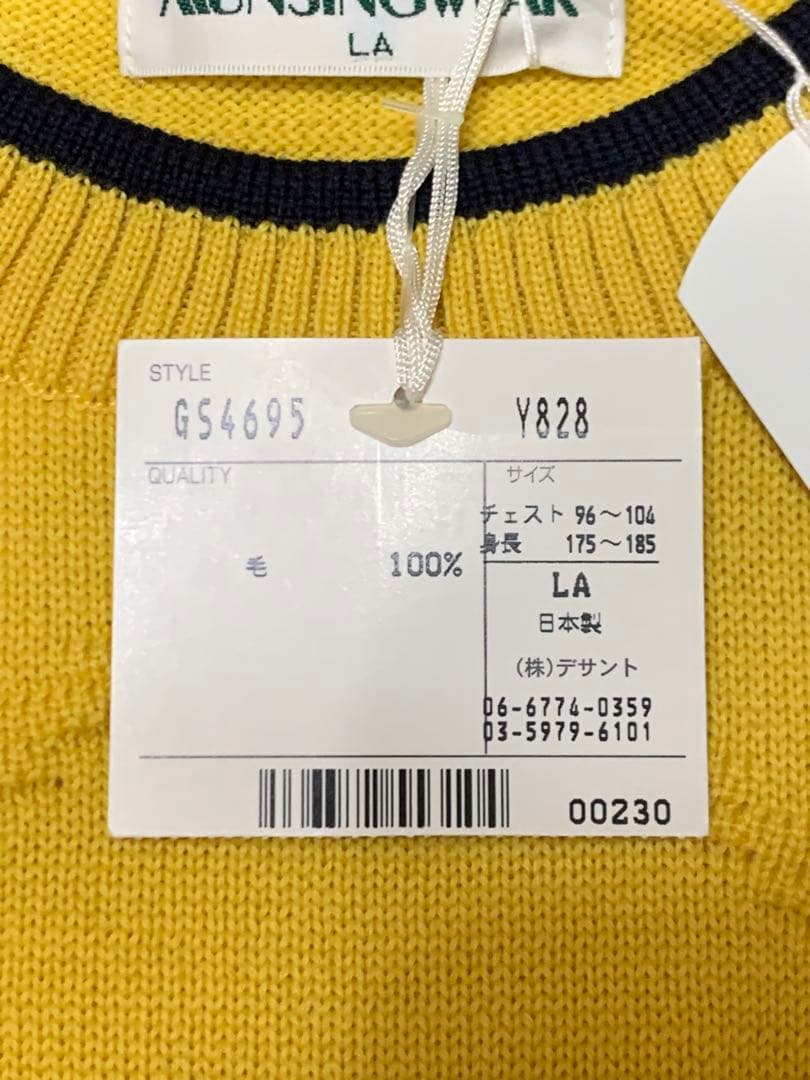 MUNSINGWEAR
LA
STYLE
GS4695 Y828
QUALITY
サイズ
チェスト 96〜104
身長 175〜185
毛 100%
LA
日本製
(株)デサント
06-6774-0359
03-5979-6101
00230